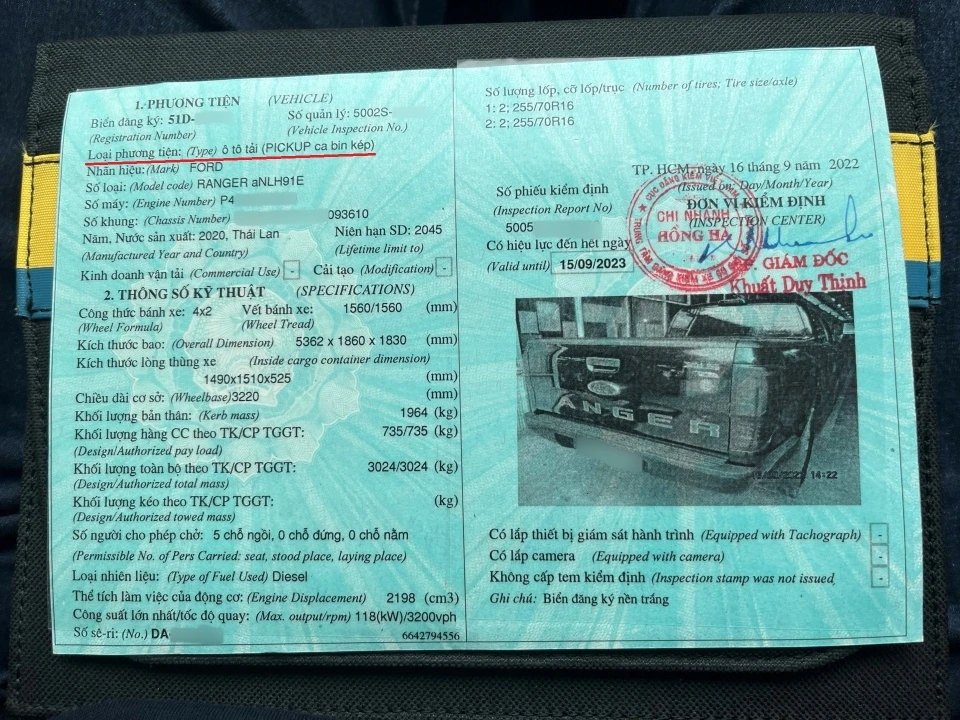 1. PHƯƠNG TIỆN (VEHICLE)
Biển đăng ký: 51D- Số quản lý: 5002S-
(Registration Number) (Vehicle Inspection No.)
Loại phương tiện: (Type) ô tô tải (PICKUP ca bin kép)
Nhãn hiệu: (Mark) FORD
Số loại: (Model code) RANGER aNLH91E
Số máy: (Engine Number) P4
Số khung: (Chassis Number) 093610
Năm, Nước sản xuất: 2020, Thái Lan Niên hạn SD: 2045
(Manufactured Year and Country) (Lifetime limit to)
Kinh doanh vận tải (Commercial Use) - Cải tạo (Modification) -
2. THÔNG SỐ KỸ THUẬT (SPECIFICATIONS)
Công thức bánh xe: 4x2 Vết bánh xe: 1560/1560 (mm)
(Wheel Formula) (Wheel Tread)
Kích thước bao: (Overall Dimension) 5362 x 1860 x 1830 (mm)
Kích thước lòng thùng xe (Inside cargo container dimension)
1490x1510x525 (mm)
Chiều dài cơ sở: (Wheelbase)3220 (mm)
Khối lượng bản thân: (Kerb mass) 1964 (kg)
Khối lượng hàng CC theo TK/CP TGGT: 735/735 (kg)
(Design/Authorized pay load)
Khối lượng toàn bộ theo TK/CP TGGT: 3024/3024 (kg)
(Design/Authorized total mass)
Khối lượng kéo theo TK/CP TGGT: (kg)
(Design/Authorized towed mass)
Số người cho phép chở: 5 chỗ ngồi, 0 chỗ đứng, 0 chỗ nằm
(Permissible No. of Pers Carried: seat, stood place, laying place)
Loại nhiên liệu: (Type of Fuel Used) Diesel
Thể tích làm việc của động cơ: (Engine Displacement) 2198 (cm3)
Công suất lớn nhất/tốc độ quay: (Max. output/rpm) 118(kW)/3200vph
Số sê-ri: (No.) DA 6642794556
Số lượng lốp, cỡ lốp/trục (Number of tires; Tire size/axle)
1: 2; 255/70R16
2: 2; 255/70R16
TP. HCM, ngày 16 tháng 9 năm 2022
(Issued on: Day/Month/Year)
Số phiếu kiểm định
(Inspection Report No)
5005
ĐƠN VỊ KIỂM ĐỊNH
(INSPECTION CENTER)
CỤC ĐĂNG KIỂM
CHI NHÁNH
HỒNG HÀ
Có hiệu lực đến hết ngày
(Valid until) 15/09/2023
GIÁM ĐỐC
Khuất Duy Thịnh
RANGER
14:22
Có lắp thiết bị giám sát hành trình (Equipped with Tachograph) -
Có lắp camera (Equipped with camera) -
Không cấp tem kiểm định (Inspection stamp was not issued -
Ghi chú: Biển đăng ký nền trắng